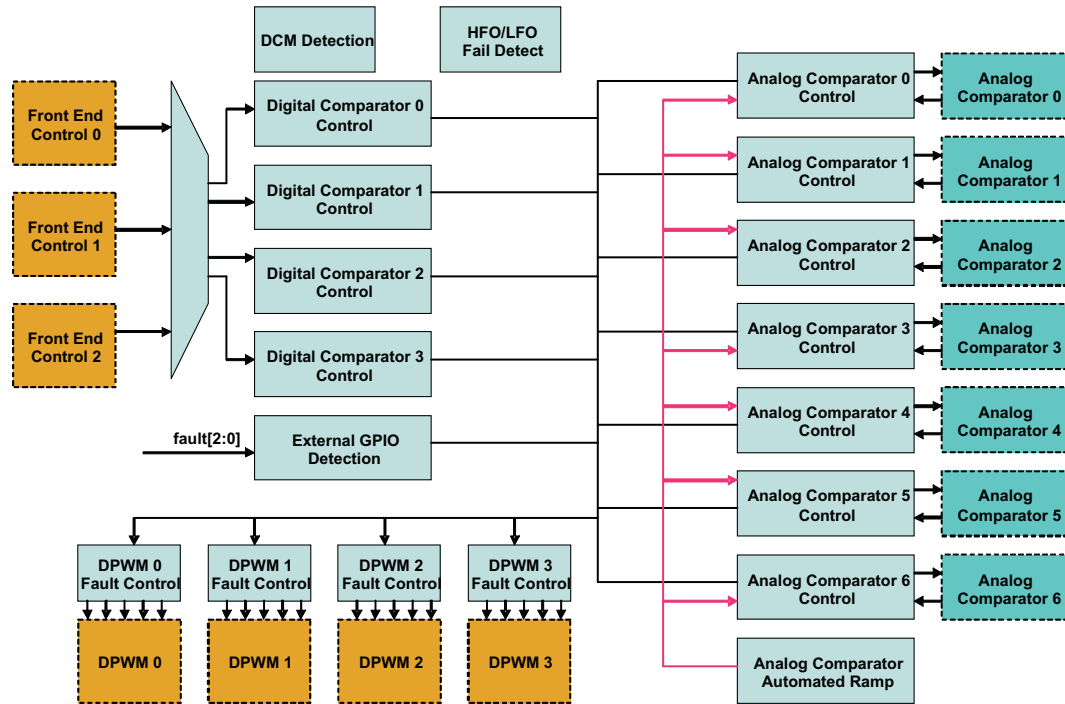 DCM Detection
HFO/LFO
Fail Detect
Front End
Control 0
Front End
Control 1
Front End
Control 2
Digital Comparator 0
Control
Digital Comparator 1
Control
Digital Comparator 2
Control
Digital Comparator 3
Control
fault[2:0]
External GPIO
Detection
Analog Comparator 0
Control
Analog
Comparator 0
Analog Comparator 1
Control
Analog
Comparator 1
Analog Comparator 2
Control
Analog
Comparator 2
Analog Comparator 3
Control
Analog
Comparator 3
Analog Comparator 4
Control
Analog
Comparator 4
Analog Comparator 5
Control
Analog
Comparator 5
Analog Comparator 6
Control
Analog
Comparator 6
Analog Comparator
Automated Ramp
DPWM 0
Fault Control
DPWM 1
Fault Control
DPWM 2
Fault Control
DPWM 3
Fault Control
DPWM 0
DPWM 1
DPWM 2
DPWM 3